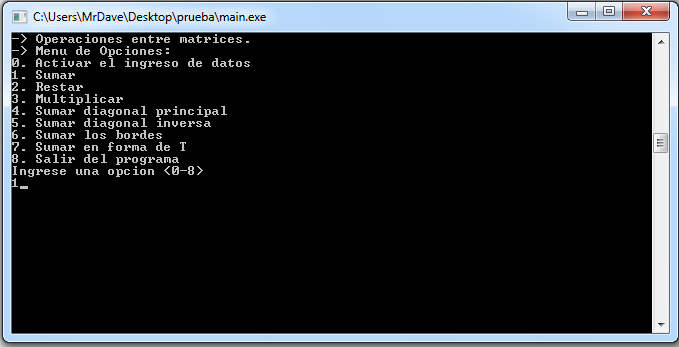 C:\Users\MrDave\Desktop\prueba\main.exe
-> Operaciones entre matrices.
-> Menu de Opciones:
0. Activar el ingreso de datos
1. Sumar
2. Restar
3. Multiplicar
4. Sumar diagonal principal
5. Sumar diagonal inversa
6. Sumar los bordes
7. Sumar en forma de T
8. Salir del programa
Ingrese una opcion <0-8>
1_